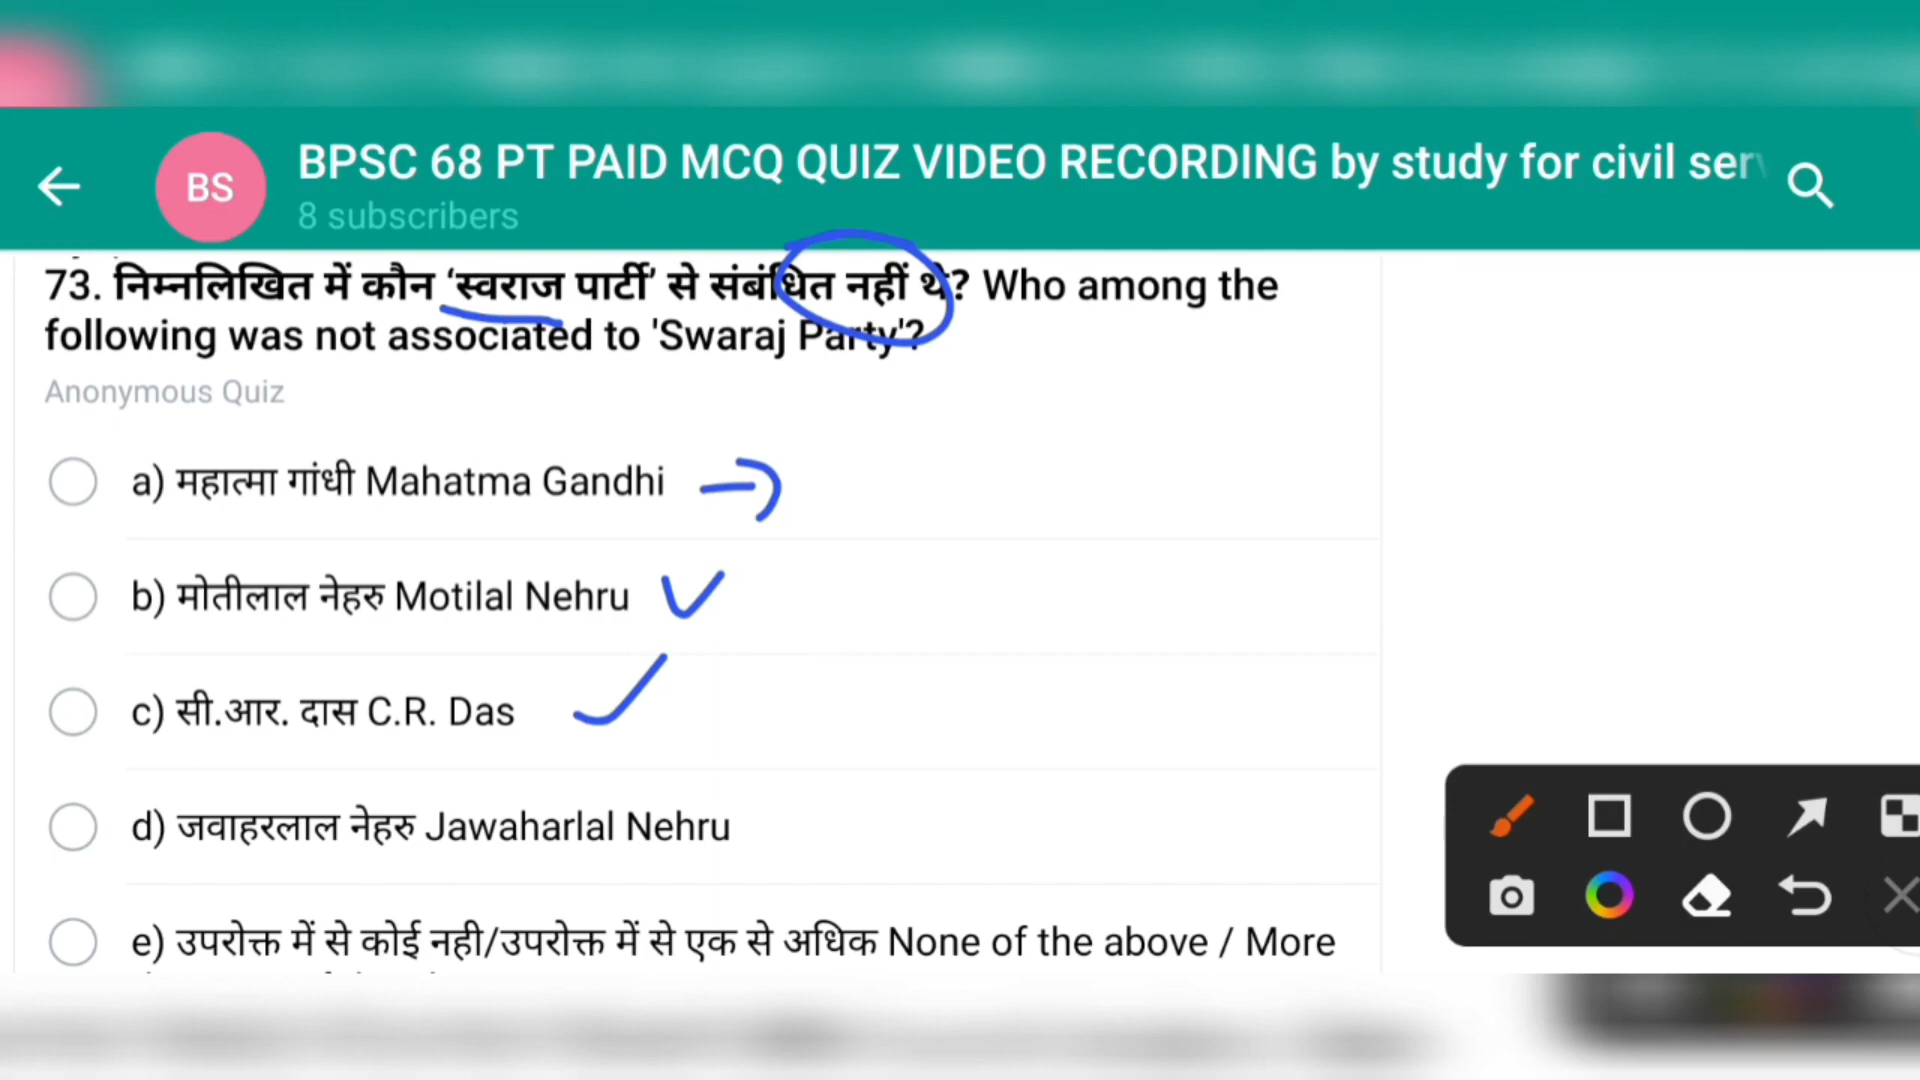 BPSC 68 PT PAID MCQ QUIZ VIDEO RECORDING by study for civil ser
BS
8 subscribers
73. निम्नलिखित में कौन ‘स्वराज पार्टी’ से संबंधित नहीं थे? Who among the
following was not associated to 'Swaraj Party'?
Anonymous Quiz
a) महात्मा गांधी Mahatma Gandhi
b) मोतीलाल नेहरु Motilal Nehru
c) सी.आर. दास C.R. Das
d) जवाहरलाल नेहरु Jawaharlal Nehru
e) उपरोक्त में से कोई नही/उपरोक्त में से एक से अधिक None of the above / More